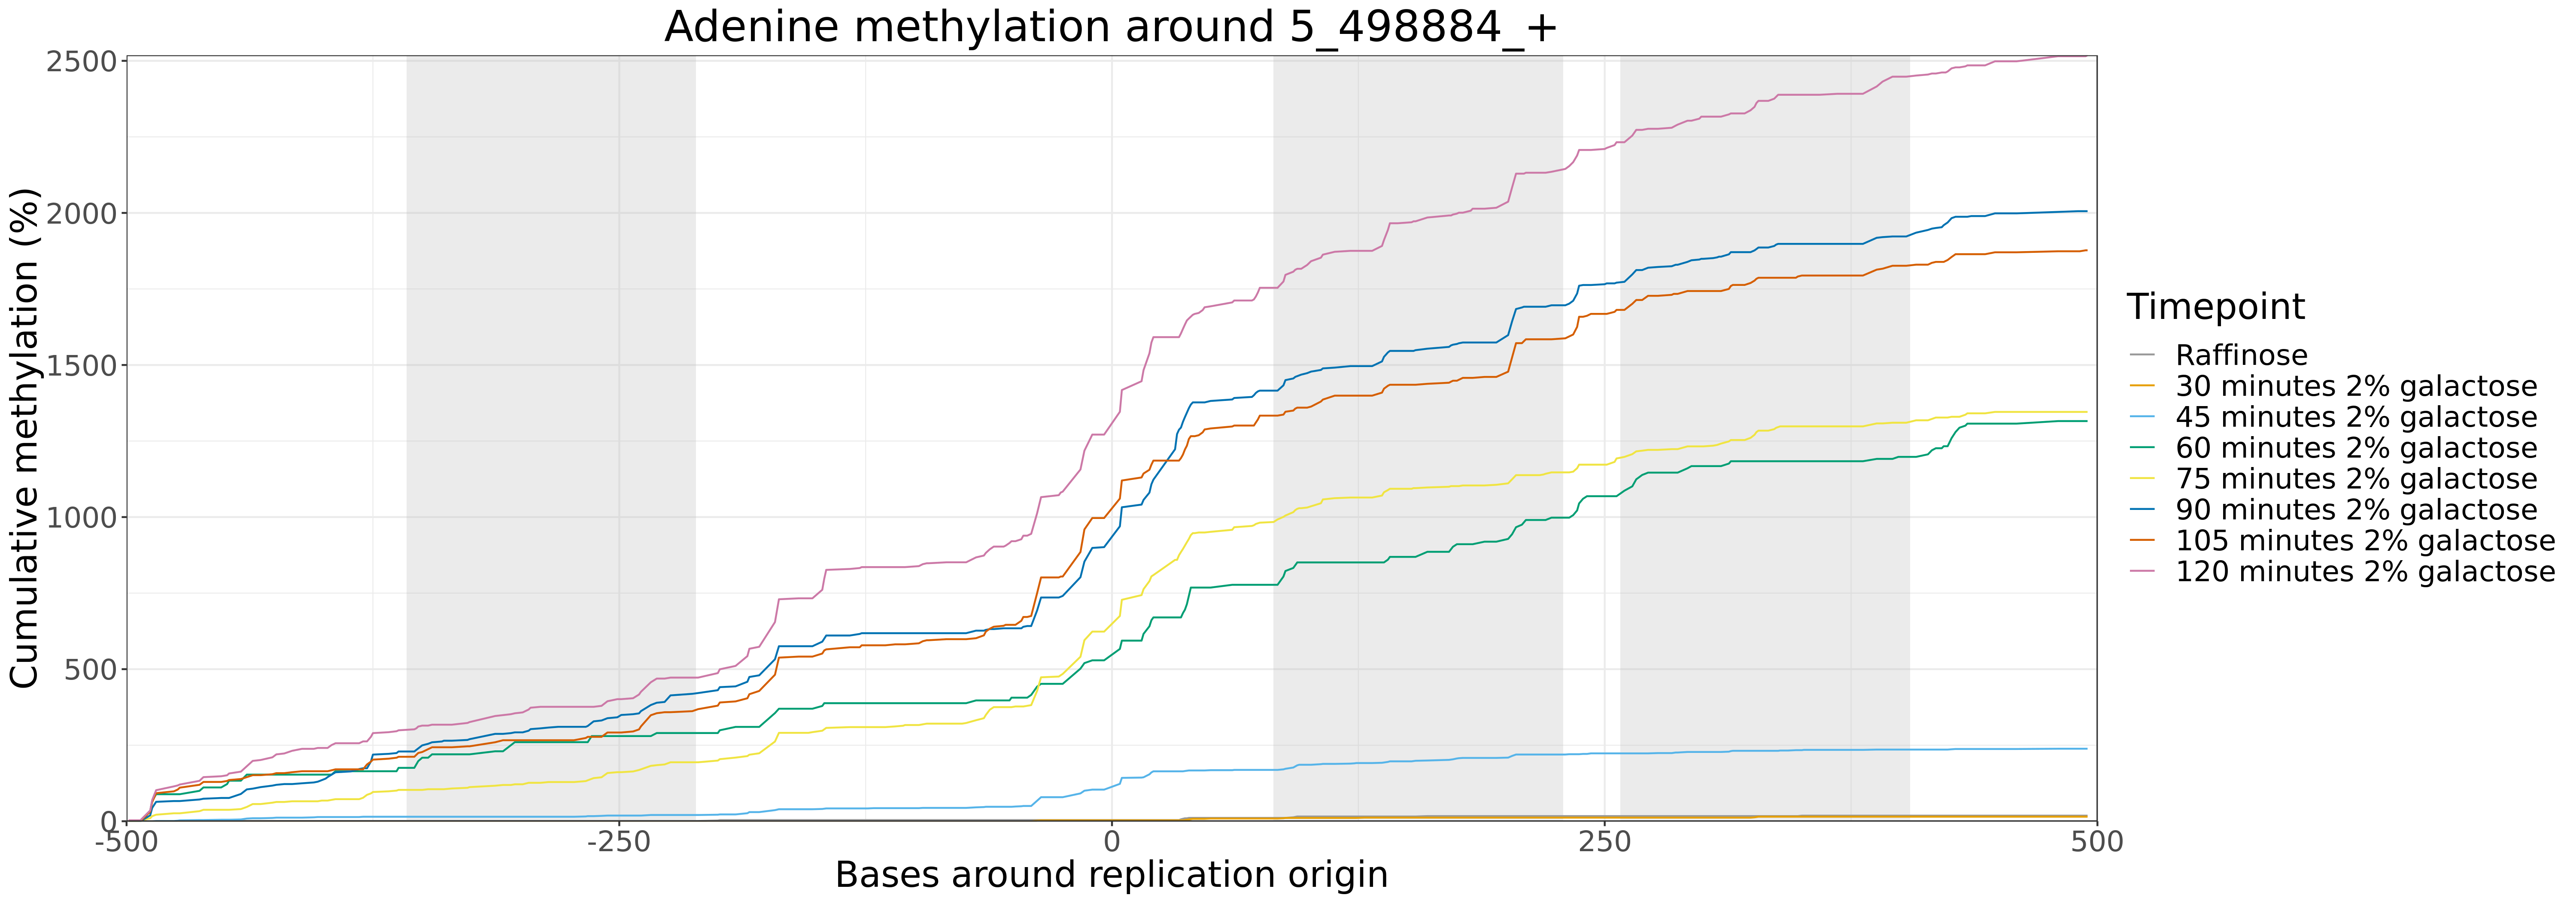 Adenine methylation around 5_498884_+
Cumulative methylation (%)
2500
2000
1500
1000
500
0
-500
-250
0
250
500
Bases around replication origin
Timepoint
Raffinose
30 minutes 2% galactose
45 minutes 2% galactose
60 minutes 2% galactose
75 minutes 2% galactose
90 minutes 2% galactose
105 minutes 2% galactose
120 minutes 2% galactose